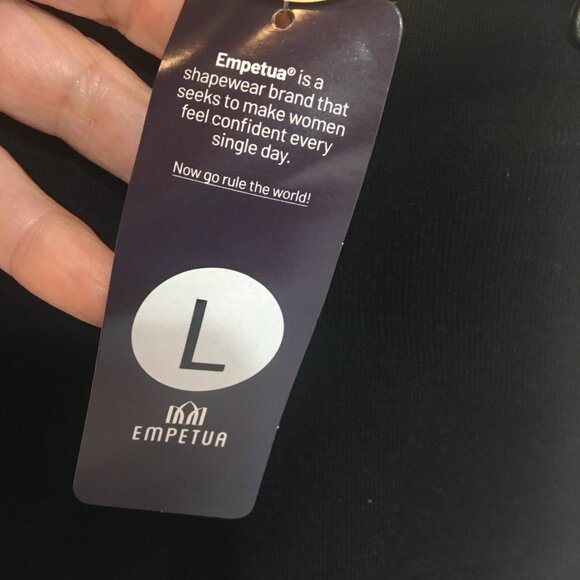 Empetua® is a
shapewear brand that
seeks to make women
feel confident every
single day.
Now go rule the world!
L
EMPETUA